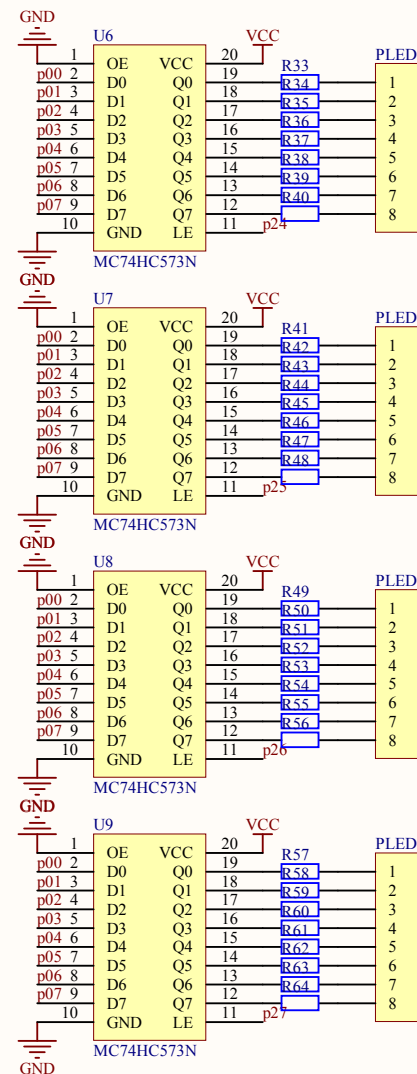 GND
U6 VCC PLED
1 OE VCC 20 R33
p00 2 D0 Q0 19 R34 1
p01 3 D1 Q1 18 R35 2
p02 4 D2 Q2 17 R36 3
p03 5 D3 Q3 16 R37 4
p04 6 D4 Q4 15 R38 5
p05 7 D5 Q5 14 R39 6
p06 8 D6 Q6 13 R40 7
p07 9 D7 Q7 12 8
10 GND LE 11 p24
MC74HC573N
GND
U7 VCC PLED
1 OE VCC 20 R41
p00 2 D0 Q0 19 R42 1
p01 3 D1 Q1 18 R43 2
p02 4 D2 Q2 17 R44 3
p03 5 D3 Q3 16 R45 4
p04 6 D4 Q4 15 R46 5
p05 7 D5 Q5 14 R47 6
p06 8 D6 Q6 13 R48 7
p07 9 D7 Q7 12 8
10 GND LE 11 p25
MC74HC573N
GND
U8 VCC PLED
1 OE VCC 20 R49
p00 2 D0 Q0 19 R50 1
p01 3 D1 Q1 18 R51 2
p02 4 D2 Q2 17 R52 3
p03 5 D3 Q3 16 R53 4
p04 6 D4 Q4 15 R54 5
p05 7 D5 Q5 14 R55 6
p06 8 D6 Q6 13 R56 7
p07 9 D7 Q7 12 8
10 GND LE 11 p26
MC74HC573N
GND
U9 VCC PLED
1 OE VCC 20 R57
p00 2 D0 Q0 19 R58 1
p01 3 D1 Q1 18 R59 2
p02 4 D2 Q2 17 R60 3
p03 5 D3 Q3 16 R61 4
p04 6 D4 Q4 15 R62 5
p05 7 D5 Q5 14 R63 6
p06 8 D6 Q6 13 R64 7
p07 9 D7 Q7 12 8
10 GND LE 11 p27
MC74HC573N
GND